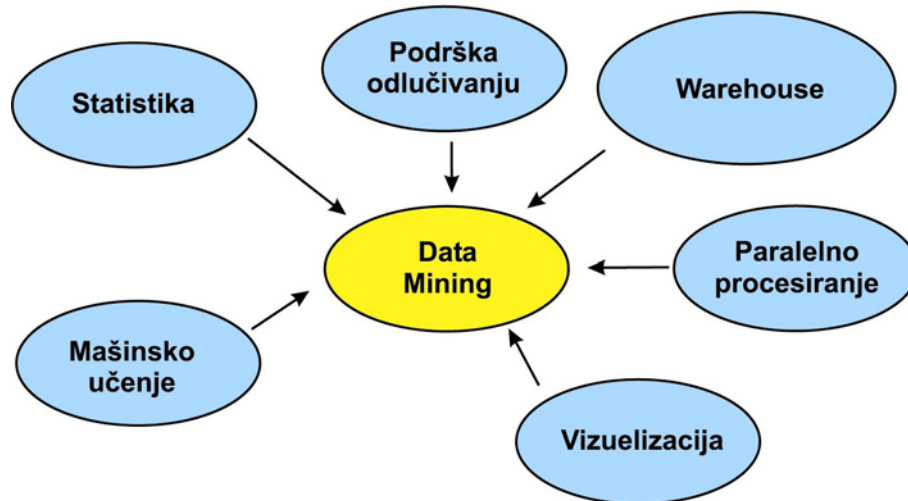 Podrška
odlučivanju
Statistika
Warehouse
Data
Mining
Paralelno
procesiranje
Mašinsko
učenje
Vizuelizacija